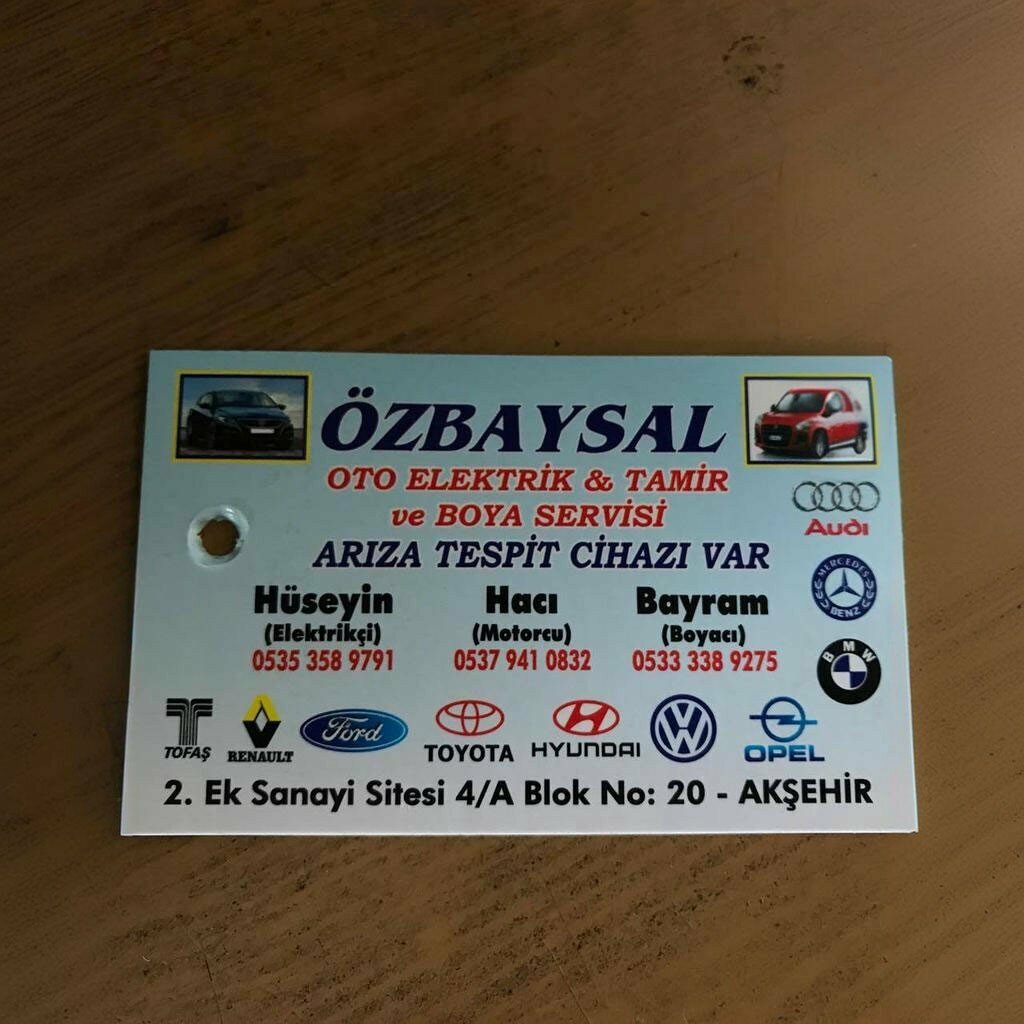 ÖZBAYSAL
OTO ELEKTRİK & TAMİR
ve BOYA SERVİSİ
ARIZA TESPİT CİHAZI VAR
Audi
MERCEDES
BENZ
BMW
Hüseyin Hacı Bayram
(Elektrikçi) (Motorcu) (Boyacı)
0535 358 9791 0537 941 0832 0533 338 9275
TOFAŞ RENAULT Ford TOYOTA HYUNDAI VW OPEL
2. Ek Sanayi Sitesi 4/A Blok No: 20 - AKŞEHİR